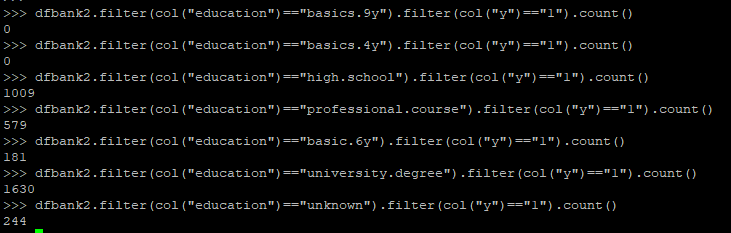 >>> dfbank2.filter(col("education")=="basics.9y").filter(col("y")=="1").count()
0
>>> dfbank2.filter(col("education")=="basics.4y").filter(col("y")=="1").count()
0
>>> dfbank2.filter(col("education")=="high.school").filter(col("y")=="1").count()
1009
>>> dfbank2.filter(col("education")=="professional.course").filter(col("y")=="1").count()
579
>>> dfbank2.filter(col("education")=="basic.6y").filter(col("y")=="1").count()
181
>>> dfbank2.filter(col("education")=="university.degree").filter(col("y")=="1").count()
1630
>>> dfbank2.filter(col("education")=="unknown").filter(col("y")=="1").count()
244